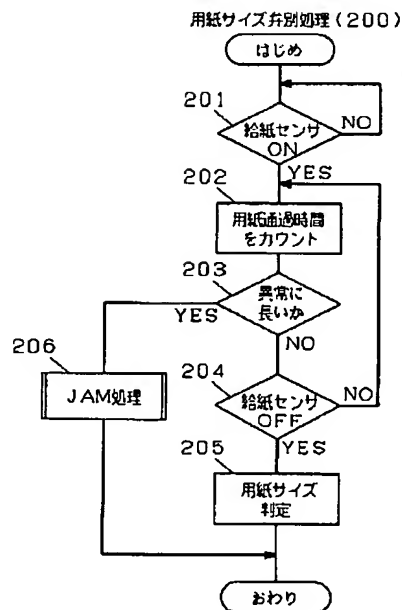 用紙サイズ弁別処理(200)
はじめ
201
給紙センサ
ON
NO
YES
202
用紙通過時間
をカウント
203
異常に
長いか
YES
NO
206
JAM処理
204
給紙センサ
OFF
NO
YES
205
用紙サイズ
判定
おわり